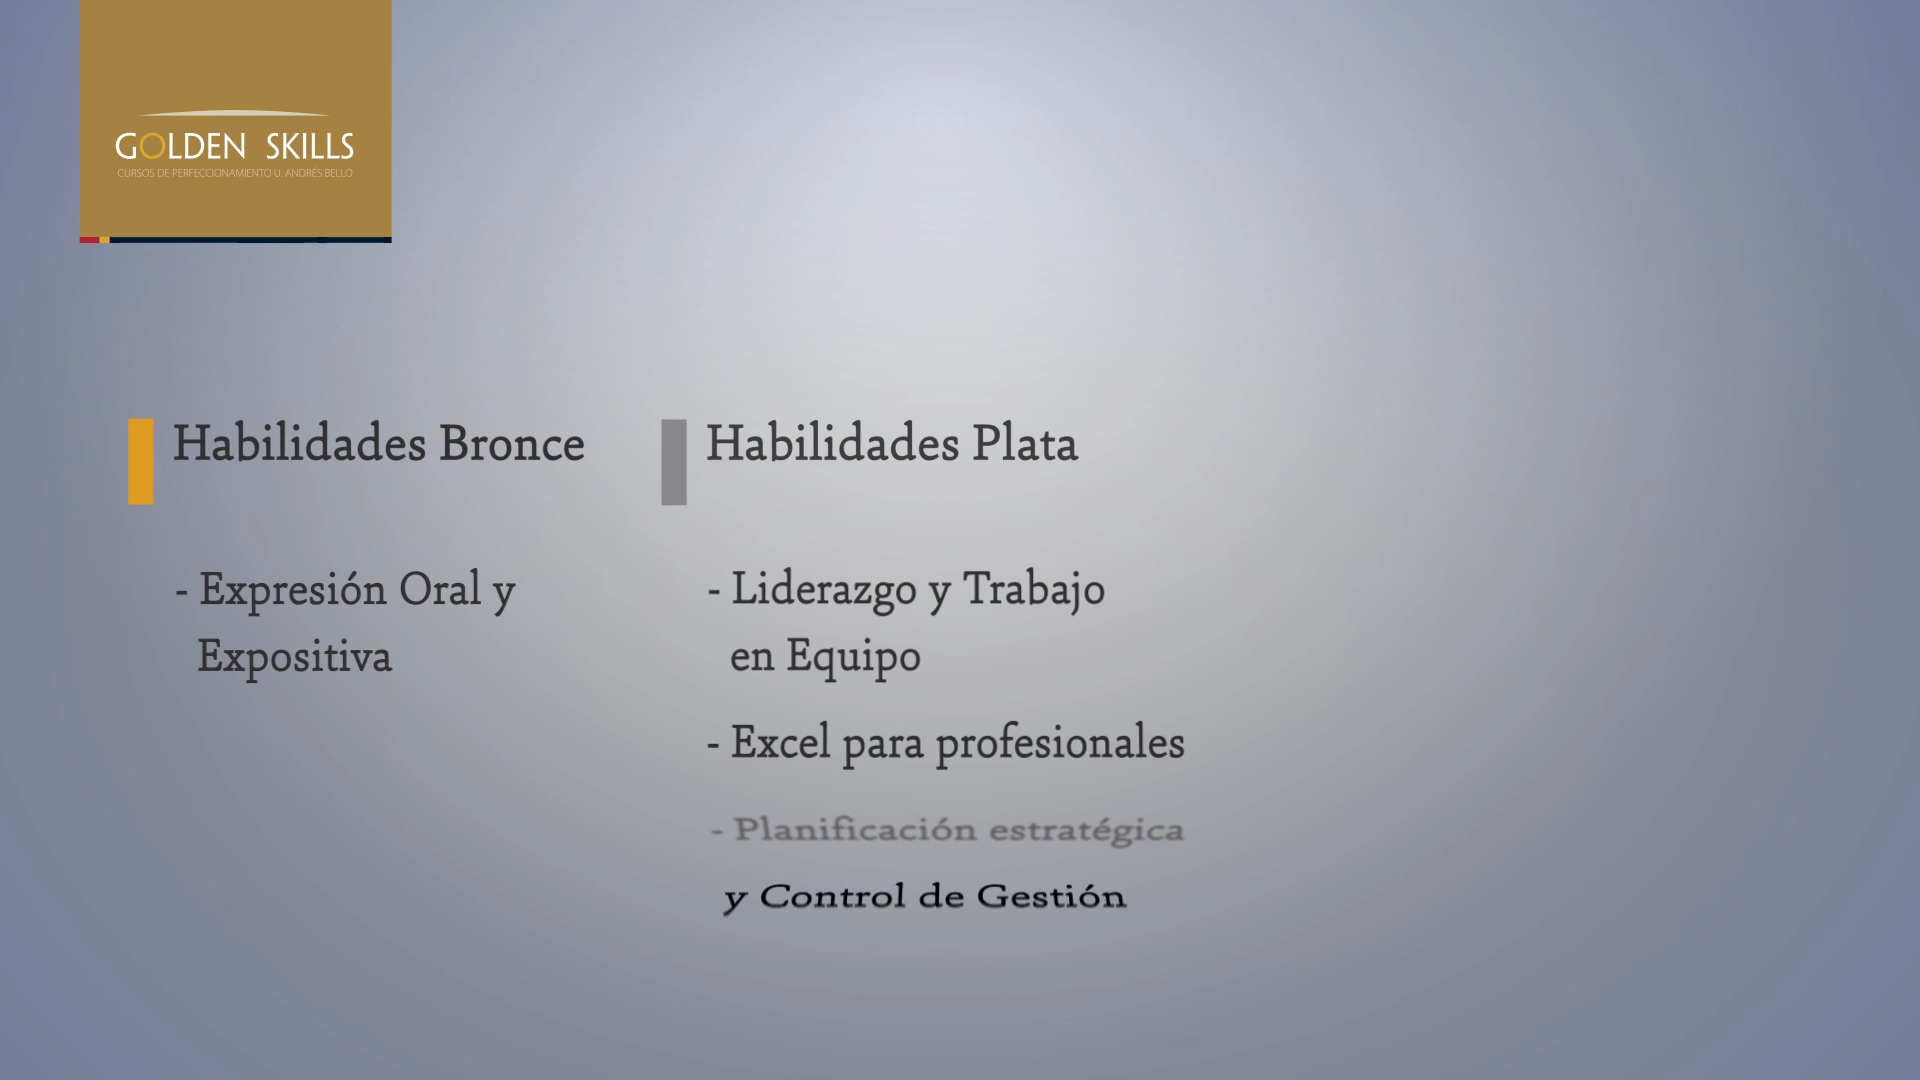 GOLDEN SKILLS
CURSOS DE PERFECCIONAMIENTO U. ANDRÉS BELLO
Habilidades Bronce
- Expresión Oral y
Expositiva
Habilidades Plata
- Liderazgo y Trabajo
en Equipo
- Excel para profesionales
- Planificación estratégica
y Control de Gestión